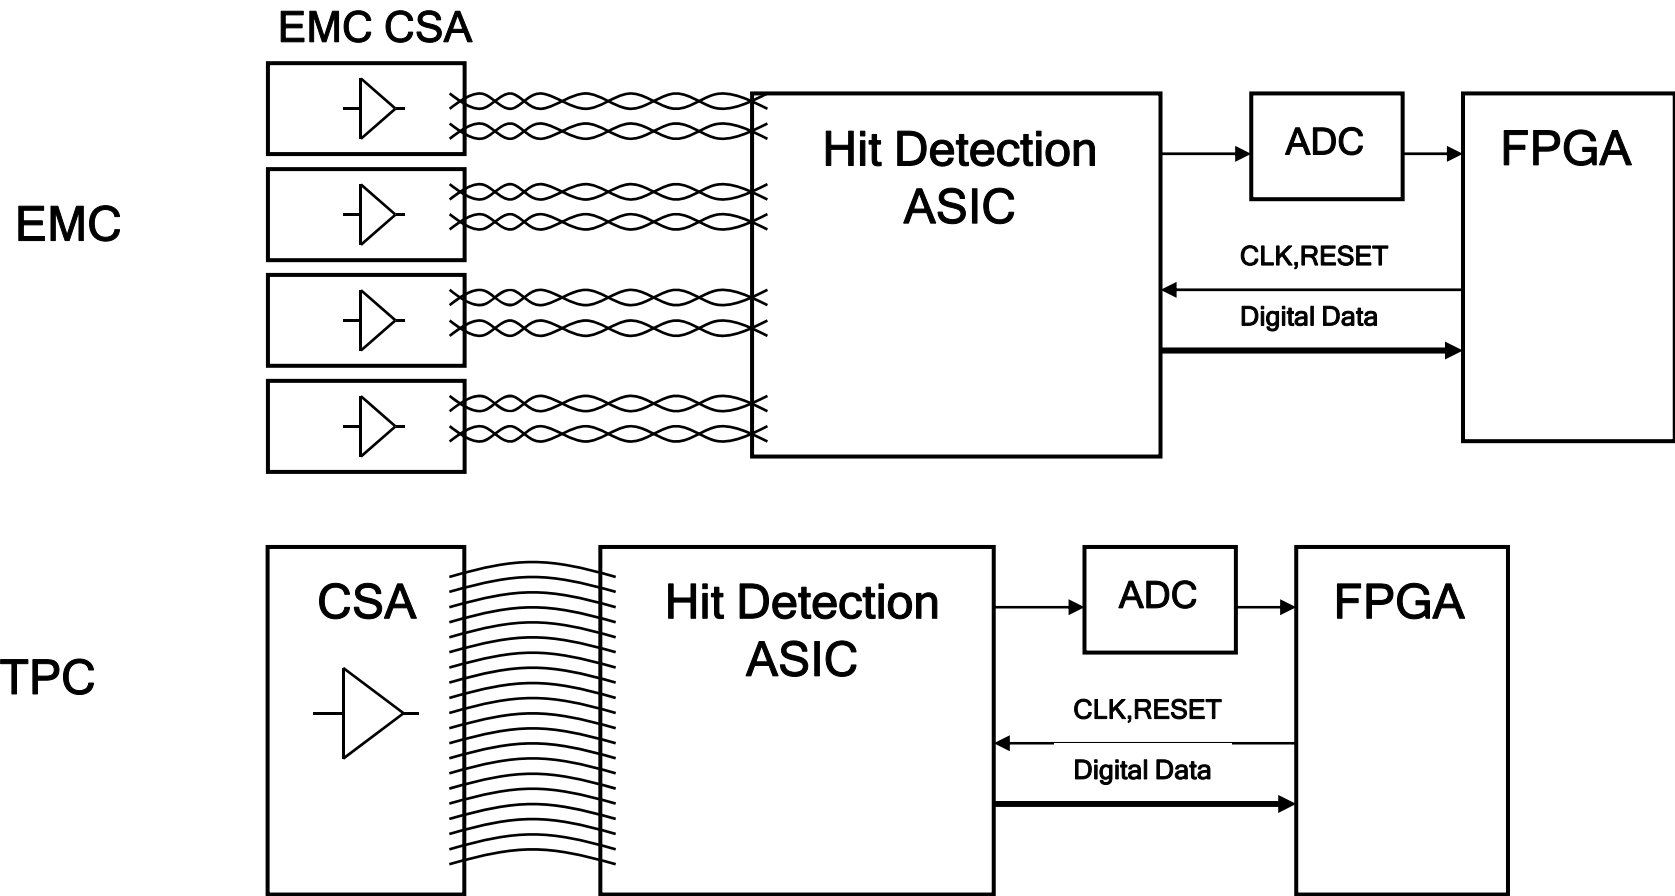 EMC CSA
EMC
Hit Detection
ASIC
ADC
FPGA
CLK,RESET
Digital Data
TPC
CSA
Hit Detection
ASIC
ADC
FPGA
CLK,RESET
Digital Data